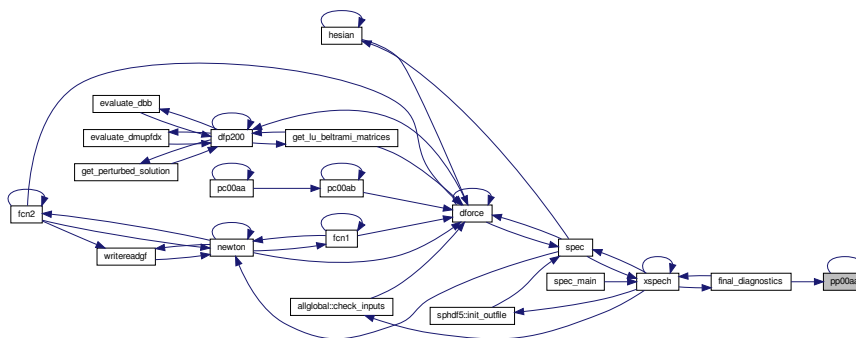 hesian
evaluate_dbb
evaluate_dmupfdx
dfp200
get_lu_beltrami_matrices
get_perturbed_solution
pc00aa
pc00ab
fcn2
dforce
fcn1
newton
spec
writereadgf
spec_main
xspech
final_diagnostics
pp00aa
allglobal::check_inputs
sphdf5::init_outfile